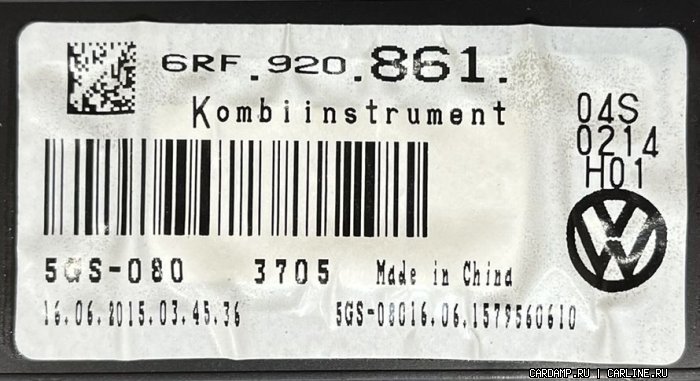 6RF.920.861.
Kombiinstrument
04S
0214
H01
5GS-080 3705 Made in China
16.06.2015.03.45.36 5GS-08016.06.1579560610
CARDAMP.RU | CARLINE.RU